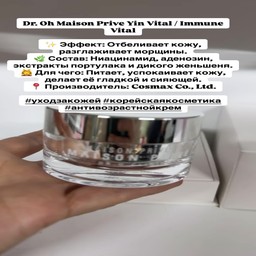 Dr. Oh Maison Prive Yin Vital / Immune
Vital
✨ Эффект: Отбеливает кожу,
разглаживает морщины.
🌿 Состав: Ниацинамид, аденозин,
экстракты портулака и дикого женьшеня.
👩 Для чего: Питает, успокаивает кожу,
делает её гладкой и сияющей.
📍 Производитель: Cosmax Co., Ltd.
#уходзакожей #корейскаякосметика
#антивозрастнойкрем